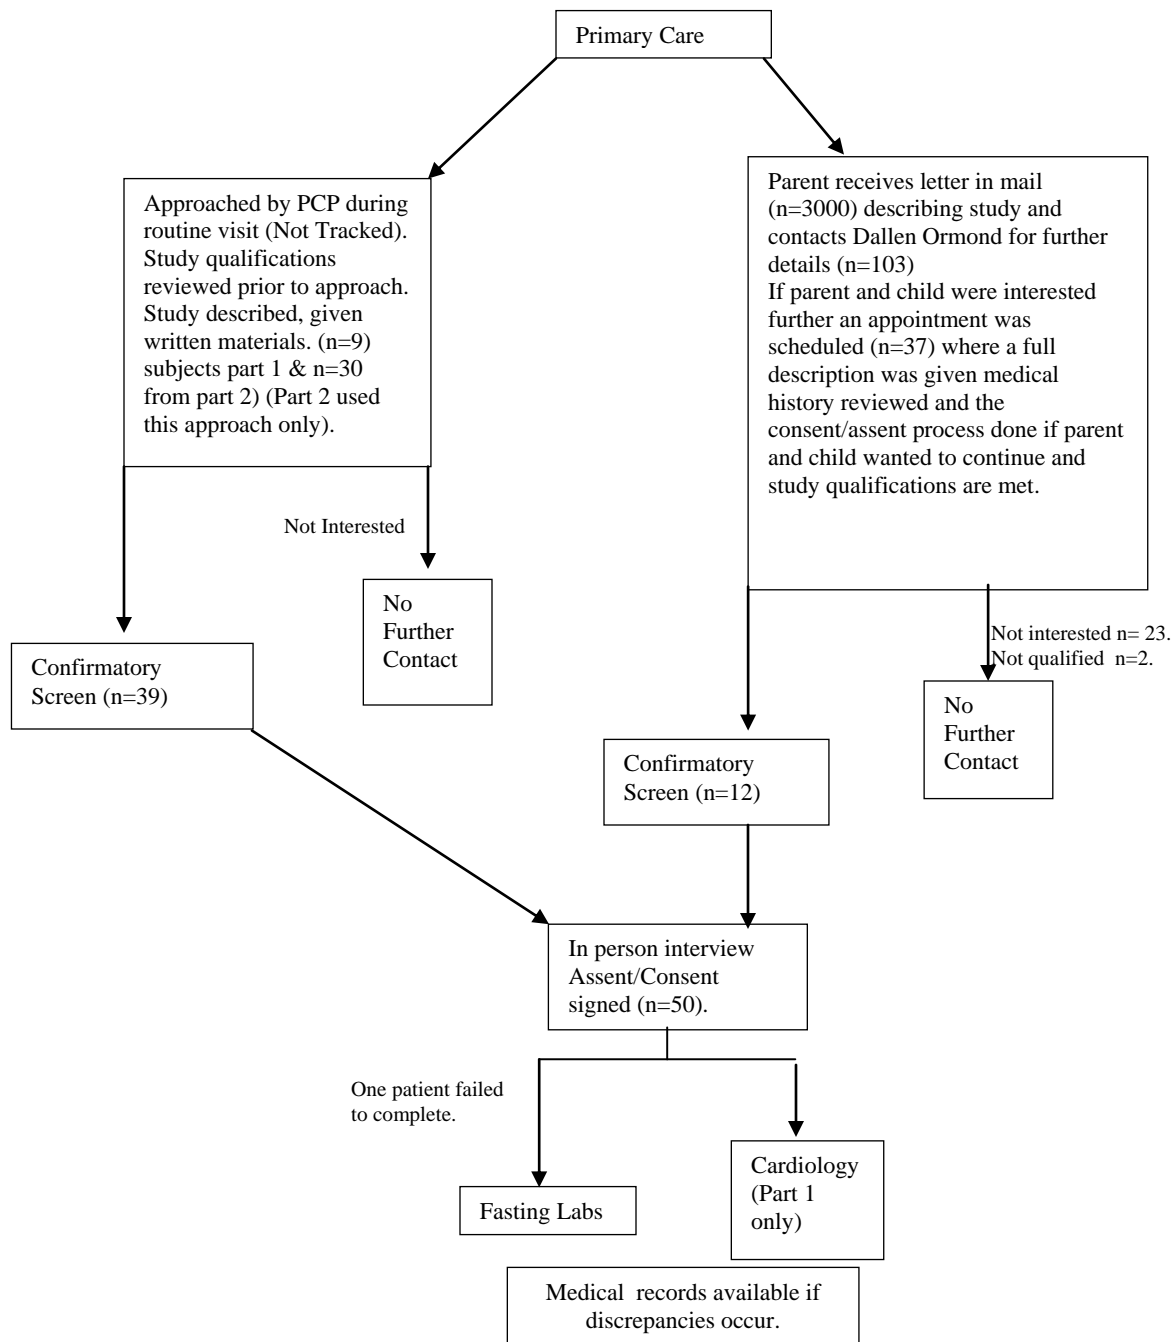 Primary Care
Approached by PCP during
routine visit (Not Tracked).
Study qualifications
reviewed prior to approach.
Study described, given
written materials. (n=9)
subjects part 1 & n=30
from part 2) (Part 2 used
this approach only).
Parent receives letter in mail
(n=3000) describing study and
contacts Dallen Ormond for further
details (n=103)
If parent and child were interested
further an appointment was
scheduled (n=37) where a full
description was given medical
history reviewed and the
consent/assent process done if parent
and child wanted to continue and
study qualifications are met.
Not Interested
No
Further
Contact
Not interested n= 23.
Not qualified n=2.
Confirmatory
Screen (n=39)
No
Further
Contact
Confirmatory
Screen (n=12)
In person interview
Assent/Consent
signed (n=50).
One patient failed
to complete.
Cardiology
(Part 1
only)
Fasting Labs
Medical records available if
discrepancies occur.